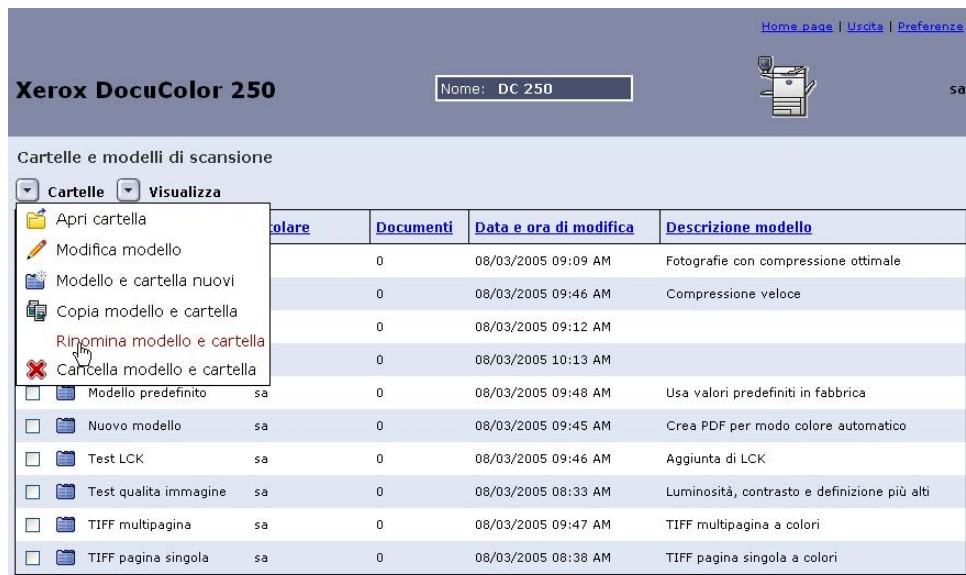 Home page | Uscita | Preferenze
Xerox DocuColor 250
Nome: DC 250
sa
Cartelle e modelli di scansione
Cartelle Visualizza
Apri cartella
Modifica modello
Modello e cartella nuovi
Copia modello e cartella
Rinomina modello e cartella
Cancella modello e cartella
Documenti Data e ora di modifica Descrizione modello
0 08/03/2005 09:09 AM Fotografie con compressione ottimale
0 08/03/2005 09:46 AM Compressione veloce
0 08/03/2005 09:12 AM
0 08/03/2005 10:13 AM
Modello predefinito sa 0 08/03/2005 09:48 AM Usa valori predefiniti in fabbrica
Nuovo modello sa 0 08/03/2005 09:45 AM Crea PDF per modo colore automatico
Test LCK sa 0 08/03/2005 09:46 AM Aggiunta di LCK
Test qualita immagine sa 0 08/03/2005 08:33 AM Luminosità, contrasto e definizione più alti
TIFF multipagina sa 0 08/03/2005 09:47 AM TIFF multipagina a colori
TIFF pagina singola sa 0 08/03/2005 08:38 AM TIFF pagina singola a colori